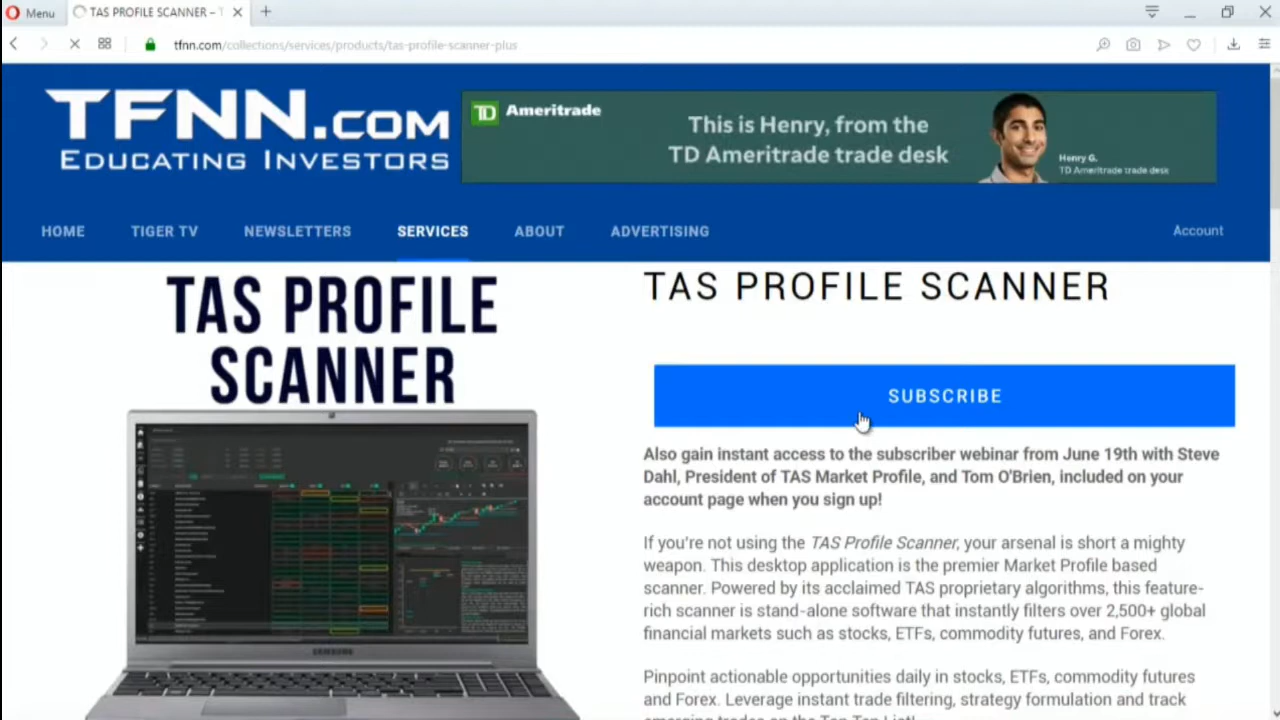 Menu
TAS PROFILE SCANNER – T
tfnn.com/collections/services/products/tas-profile-scanner-plus
TFNN.COM
EDUCATING INVESTORS
TD Ameritrade
This is Henry, from the
TD Ameritrade trade desk
Henry G.
TD Ameritrade trade desk
HOME
TIGER TV
NEWSLETTERS
SERVICES
ABOUT
ADVERTISING
Account
TAS PROFILE
SCANNER
SAMSUNG
TAS PROFILE SCANNER
SUBSCRIBE
Also gain instant access to the subscriber webinar from June 19th with Steve
Dahl, President of TAS Market Profile, and Tom O'Brien, included on your
account page when you sign up!
If you're not using the TAS Profile Scanner, your arsenal is short a mighty
weapon. This desktop application is the premier Market Profile based
scanner. Powered by its acclaimed TAS proprietary algorithms, this feature-
rich scanner is stand-alone software that instantly filters over 2,500+ global
financial markets such as stocks, ETFs, commodity futures, and Forex.
Pinpoint actionable opportunities daily in stocks, ETFs, commodity futures
and Forex. Leverage instant trade filtering, strategy formulation and track
emerging trades on the Top Ten List!